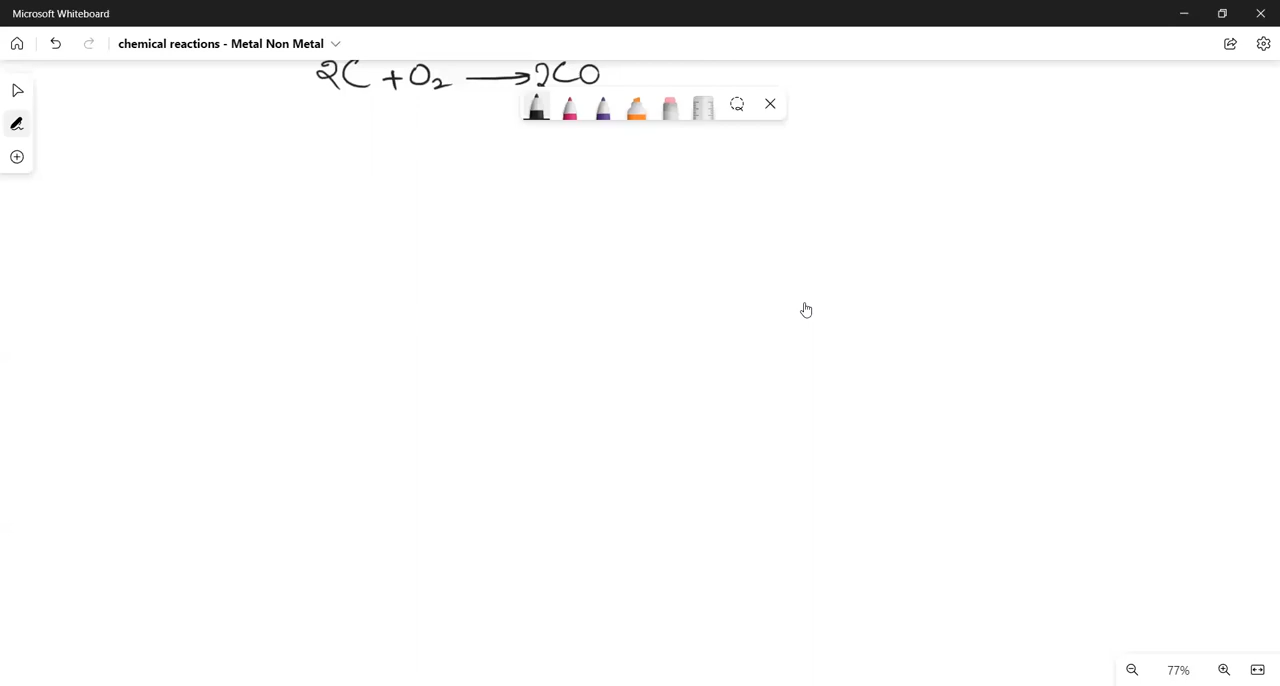 Microsoft Whiteboard
chemical reactions - Metal Non Metal
2C + O₂ ⟶ 2CO
77%